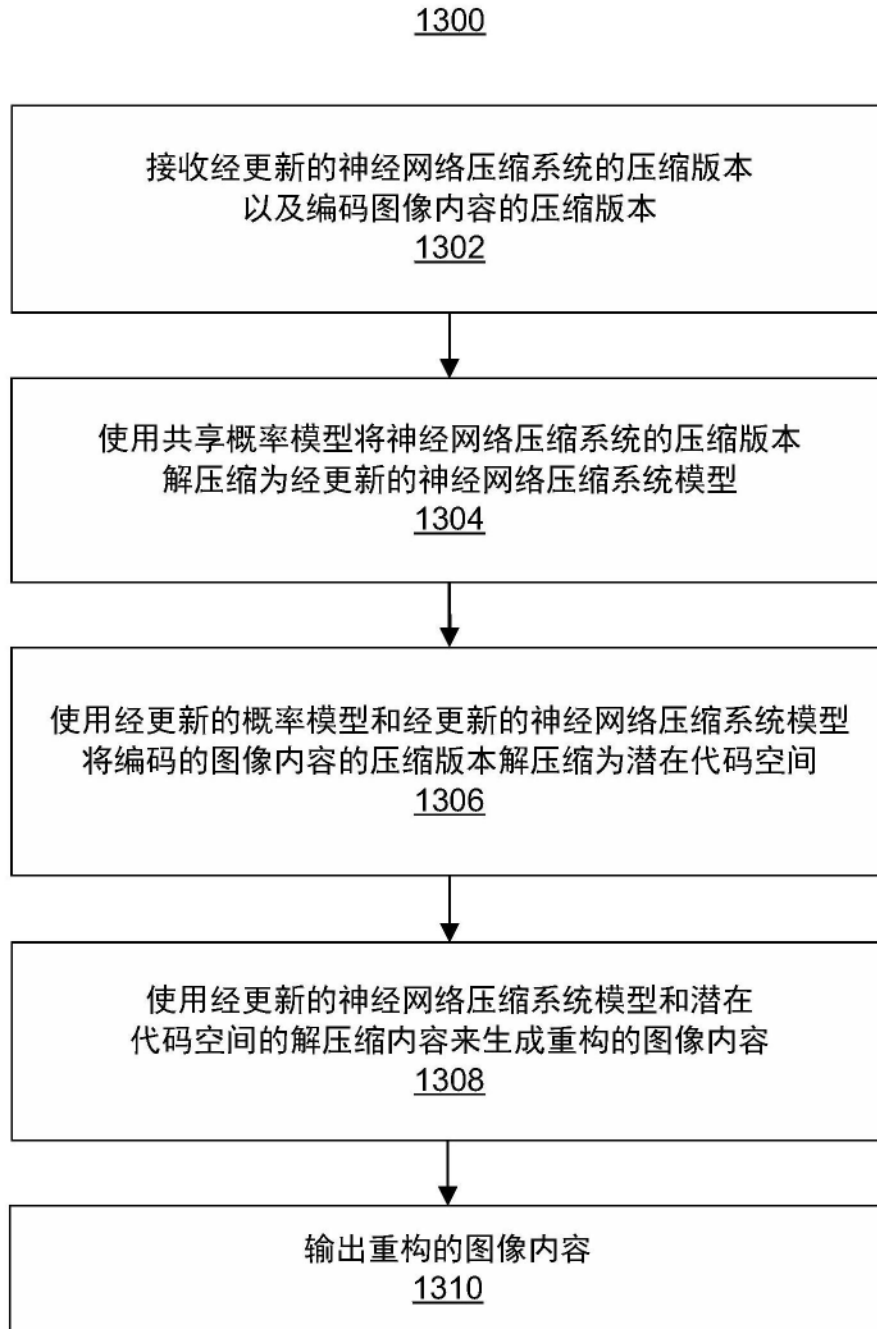 1300
接收经更新的神经网络压缩系统的压缩版本
以及编码图像内容的压缩版本
1302
使用共享概率模型将神经网络压缩系统的压缩版本
解压缩为经更新的神经网络压缩系统模型
1304
使用经更新的概率模型和经更新的神经网络压缩系统模型
将编码的图像内容的压缩版本解压缩为潜在代码空间
1306
使用经更新的神经网络压缩系统模型和潜在
代码空间的解压缩内容来生成重构的图像内容
1308
输出重构的图像内容
1310